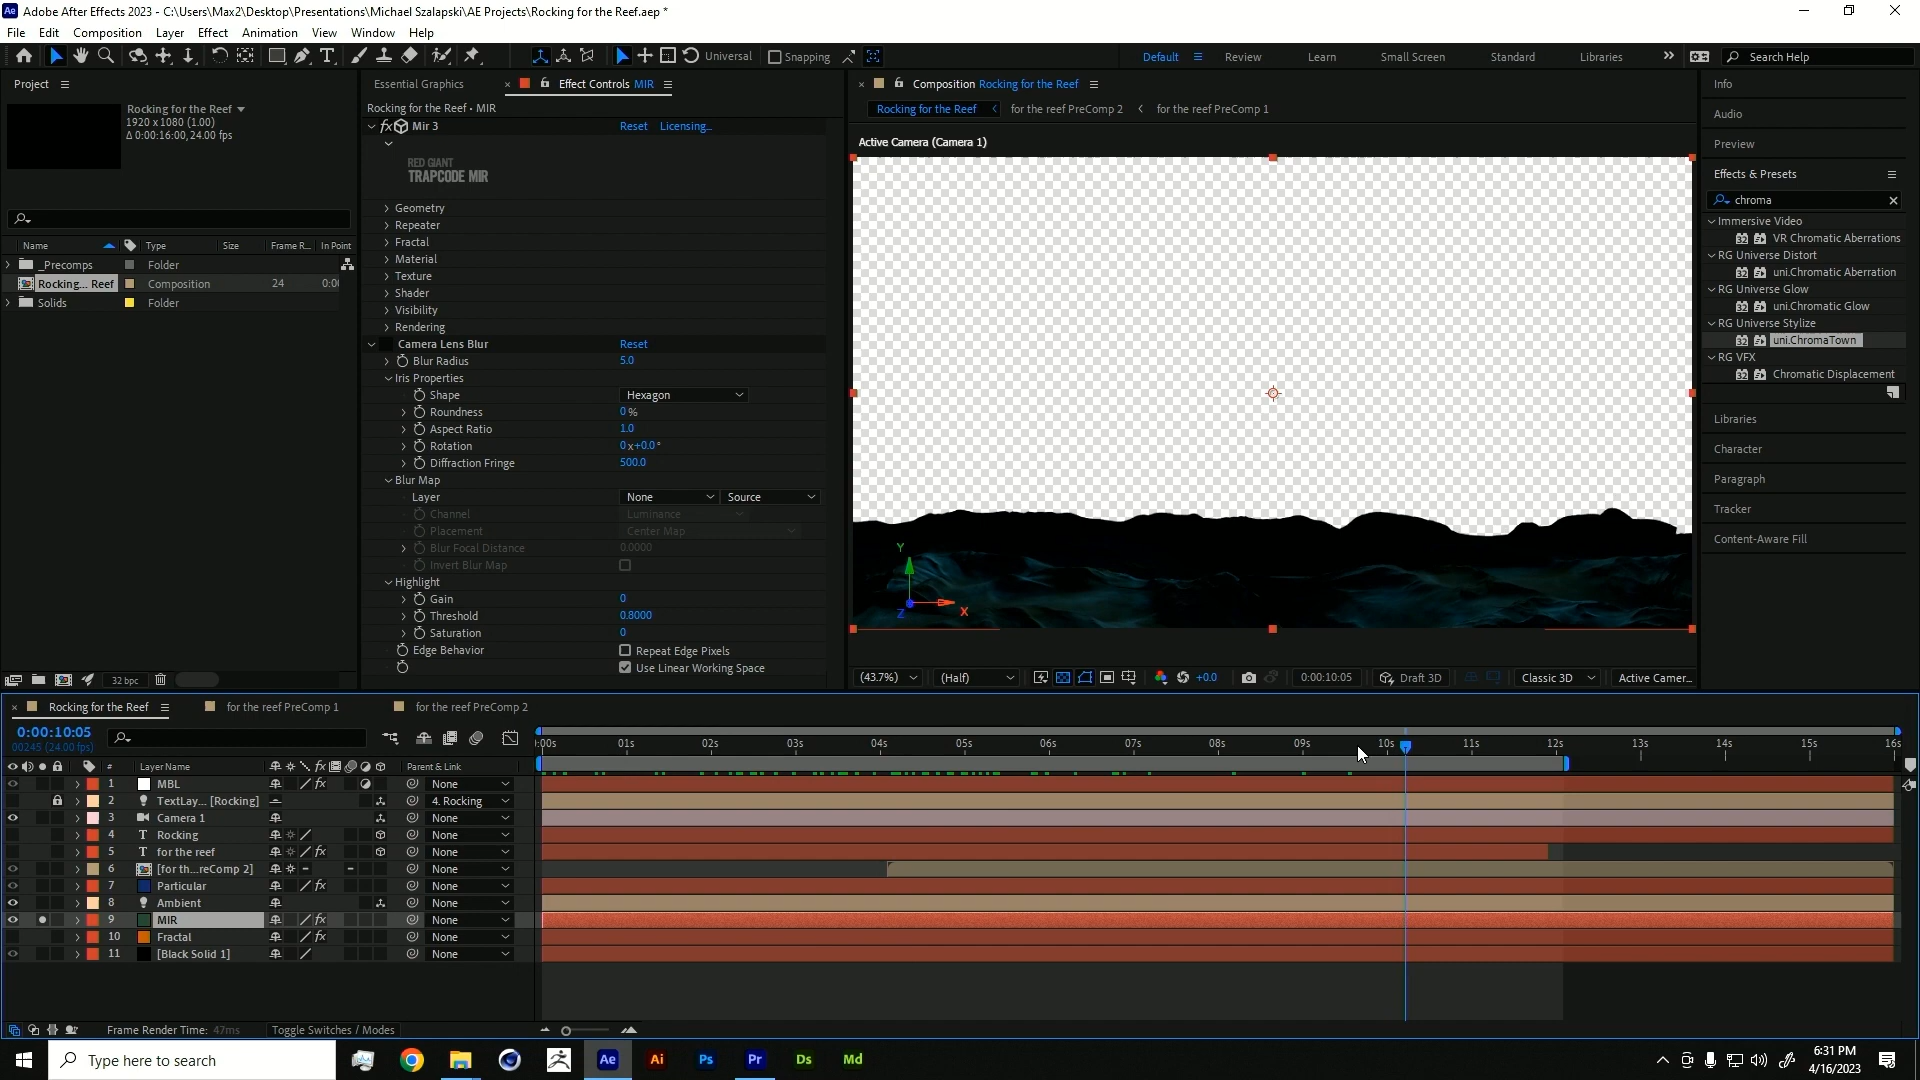 Adobe After Effects 2023 - C:\Users\Max2\Desktop\Presentations\Michael Szalapski\AE Projects\Rocking for the Reef.aep *
File Edit Composition Layer Effect Animation View Window Help
Universal Snapping Default Review Learn Small Screen Standard Libraries Search Help
Project
Rocking for the Reef
1920 x 1080 (1.00)
Δ 0:00:16:00, 24.00 fps
Name Type Size Frame R... In Point
_Precomps Folder
Rocking... Reef Composition 24 0:00
Solids Folder
32 bpc
Essential Graphics Effect Controls MIR
Rocking for the Reef • MIR
fx Mir 3 Reset Licensing...
RED GIANT
TRAPCODE MIR
Geometry
Repeater
Fractal
Material
Texture
Shader
Visibility
Rendering
Camera Lens Blur Reset
Blur Radius 5.0
Iris Properties
Shape Hexagon
Roundness 0%
Aspect Ratio 1.0
Rotation 0x+0.0°
Diffraction Fringe 500.0
Blur Map
Layer None Source
Channel Luminance
Placement Center Map
Blur Focal Distance 0.0000
Invert Blur Map
Highlight
Gain 0
Threshold 0.8000
Saturation 0
Edge Behavior Repeat Edge Pixels
Use Linear Working Space
Composition Rocking for the Reef
Rocking for the Reef for the reef PreComp 2 for the reef PreComp 1
Active Camera (Camera 1)
Y
X
Z
(43.7%) (Half) +0.0 0:00:10:05 Draft 3D Classic 3D Active Camer...
Info
Audio
Preview
Effects & Presets
chroma
Immersive Video
VR Chromatic Aberrations
RG Universe Distort
uni.Chromatic Aberration
RG Universe Glow
uni.Chromatic Glow
RG Universe Stylize
uni.ChromaTown
RG VFX
Chromatic Displacement
Libraries
Character
Paragraph
Tracker
Content-Aware Fill
Rocking for the Reef for the reef PreComp 1 for the reef PreComp 2
0:00:10:05
00245 (24.00 fps)
:00s 01s 02s 03s 04s 05s 06s 07s 08s 09s 10s 11s 12s 13s 14s 15s 16s
# Layer Name fx Parent & Link
1 MBL fx None
2 TextLay... [Rocking] 4. Rocking
3 Camera 1 None
4 T Rocking None
5 T for the reef fx None
6 [for th...reComp 2] None
7 Particular fx None
8 Ambient None
9 MIR fx None
10 Fractal fx None
11 [Black Solid 1] None
Frame Render Time: 47ms Toggle Switches / Modes
Type here to search Ae Ai Ps Pr Ds Md
6:31 PM
4/16/2023